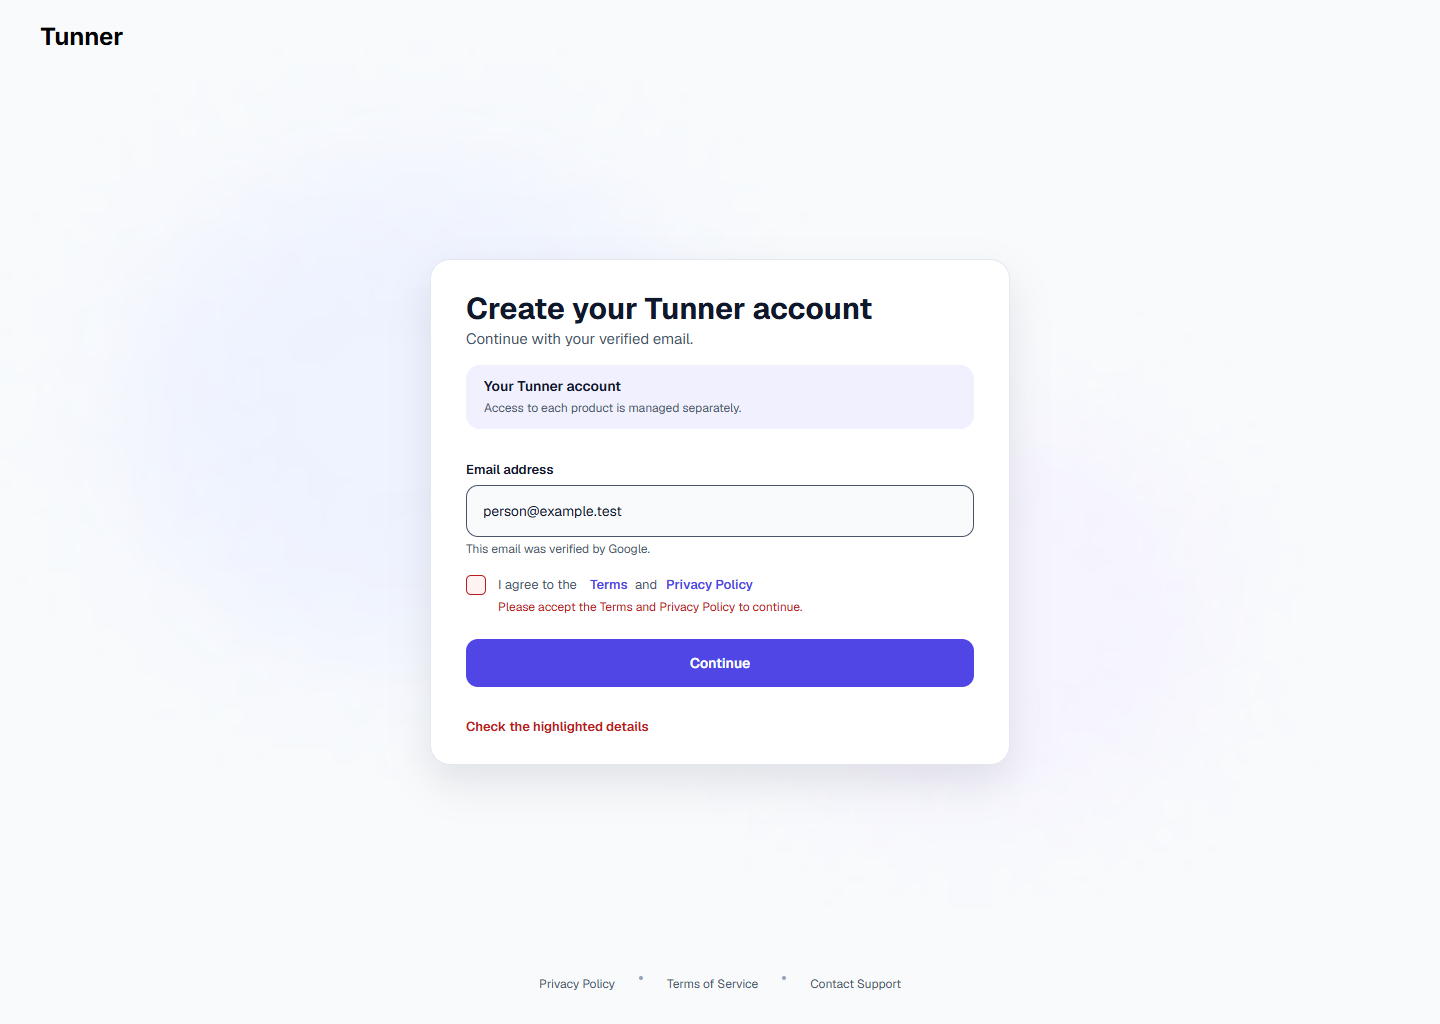 Tunner
Create your Tunner account
Continue with your verified email.
Your Tunner account
Access to each product is managed separately.
Email address
person@example.test
This email was verified by Google.
I agree to the Terms and Privacy Policy
Please accept the Terms and Privacy Policy to continue.
Continue
Check the highlighted details
Privacy Policy • Terms of Service • Contact Support